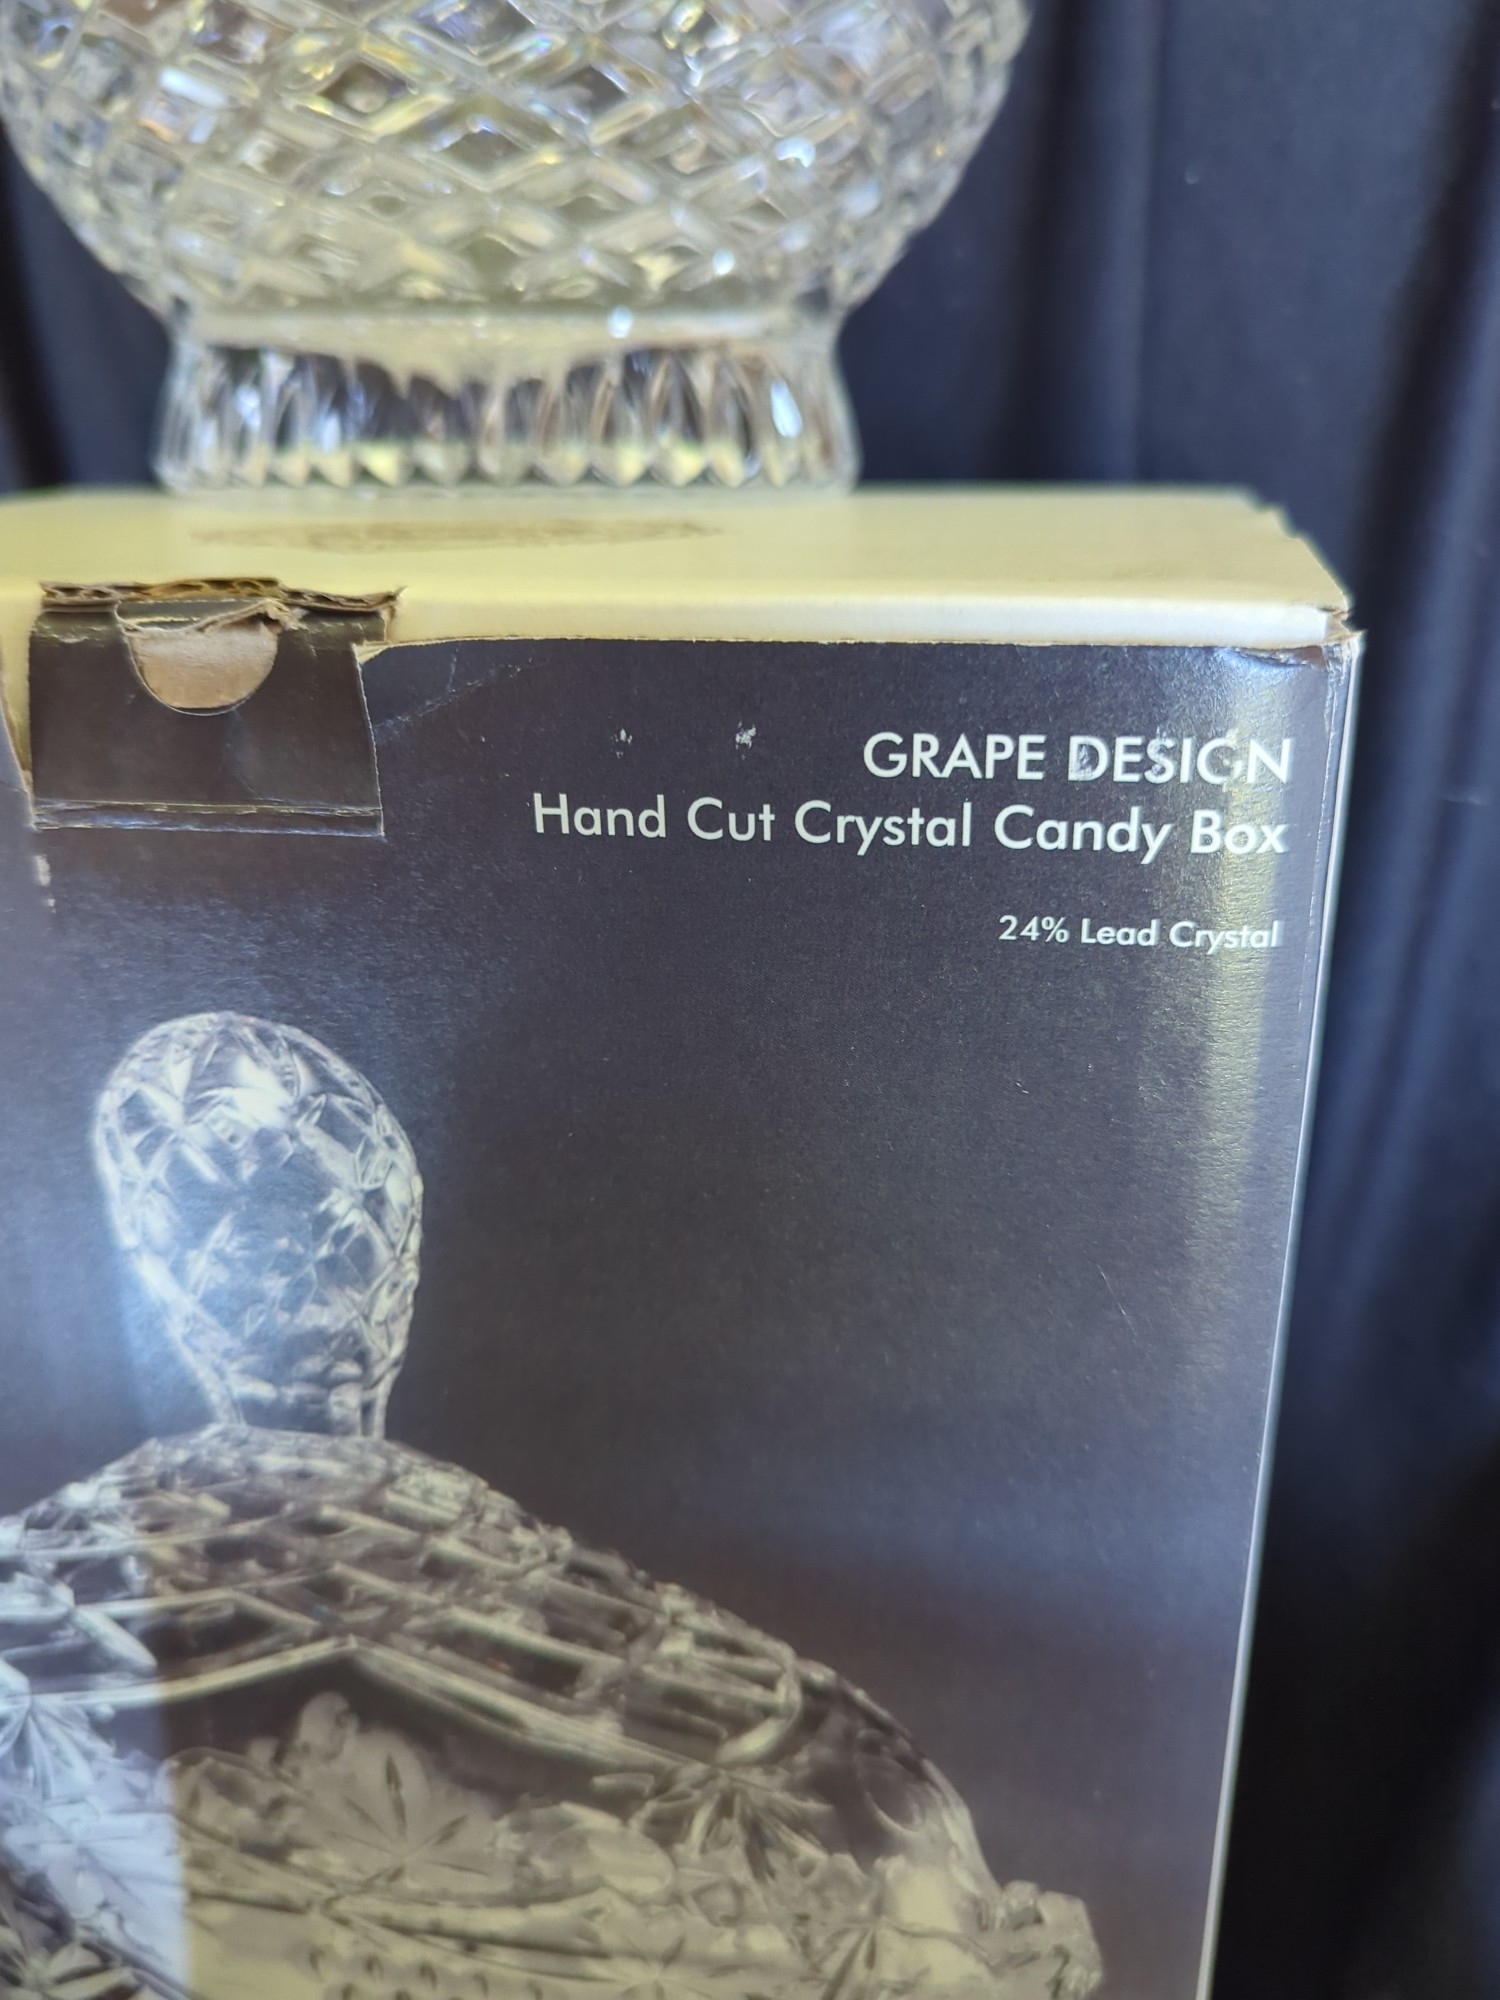 GRAPE DESIGN
Hand Cut Crystal Candy Box
24% Lead Crystal